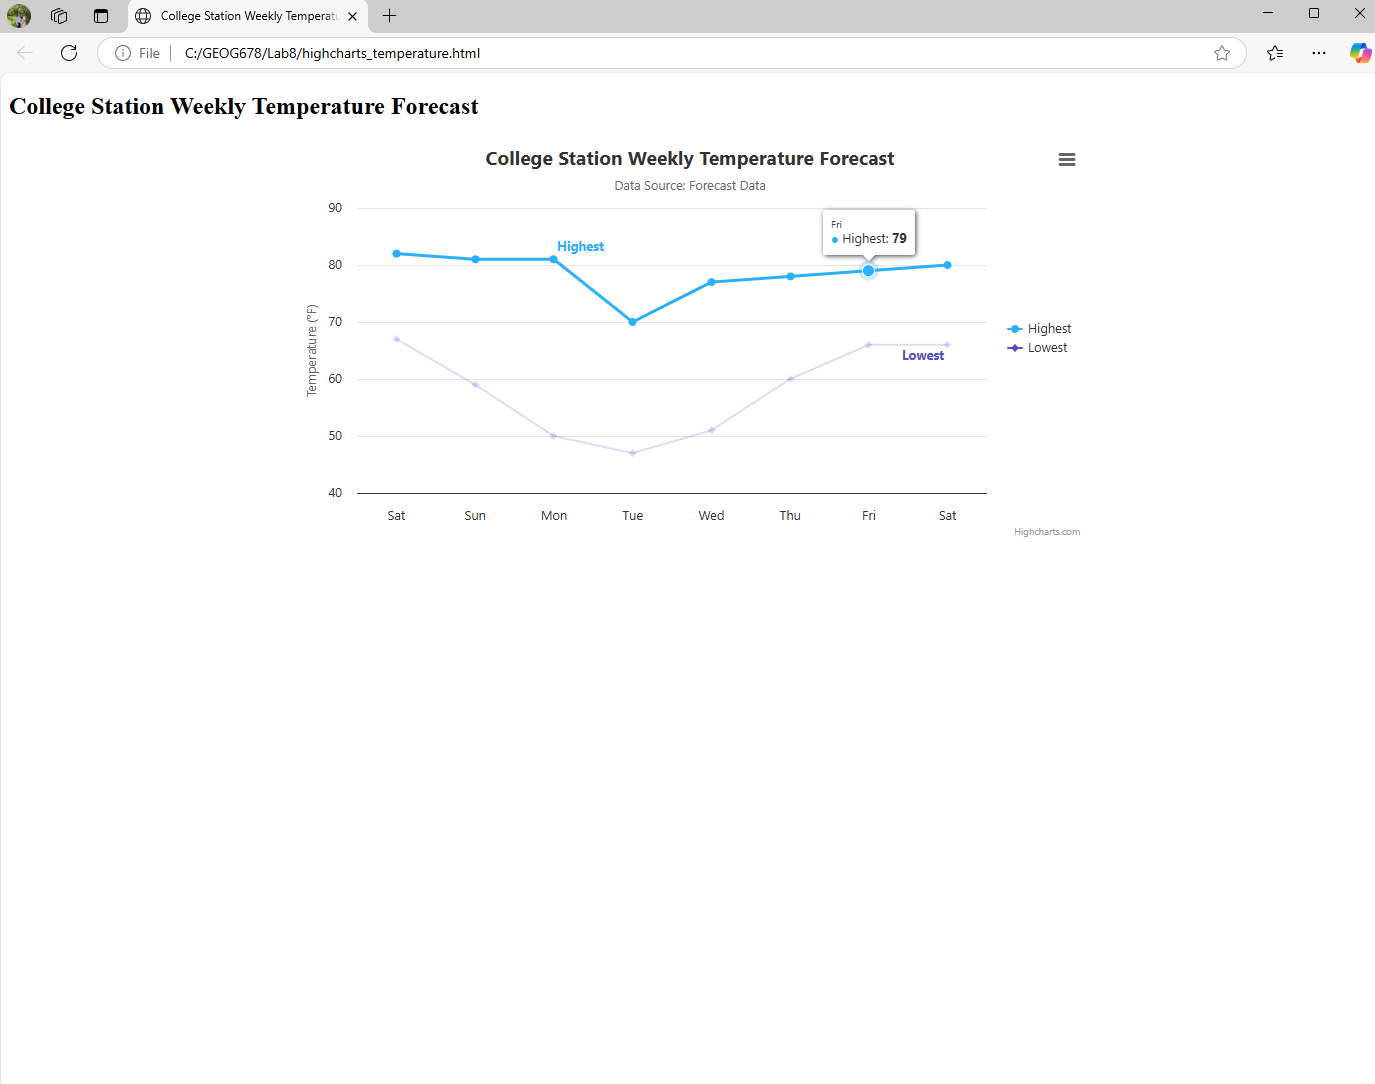 College Station Weekly Temperatu
File
C:/GEOG678/Lab8/highcharts_temperature.html
College Station Weekly Temperature Forecast
College Station Weekly Temperature Forecast
Data Source: Forecast Data
Temperature (°F)
90
80
70
60
50
40
Highest
Fri
Highest: 79
Lowest
Highest
Lowest
Sat Sun Mon Tue Wed Thu Fri Sat
Highcharts.com